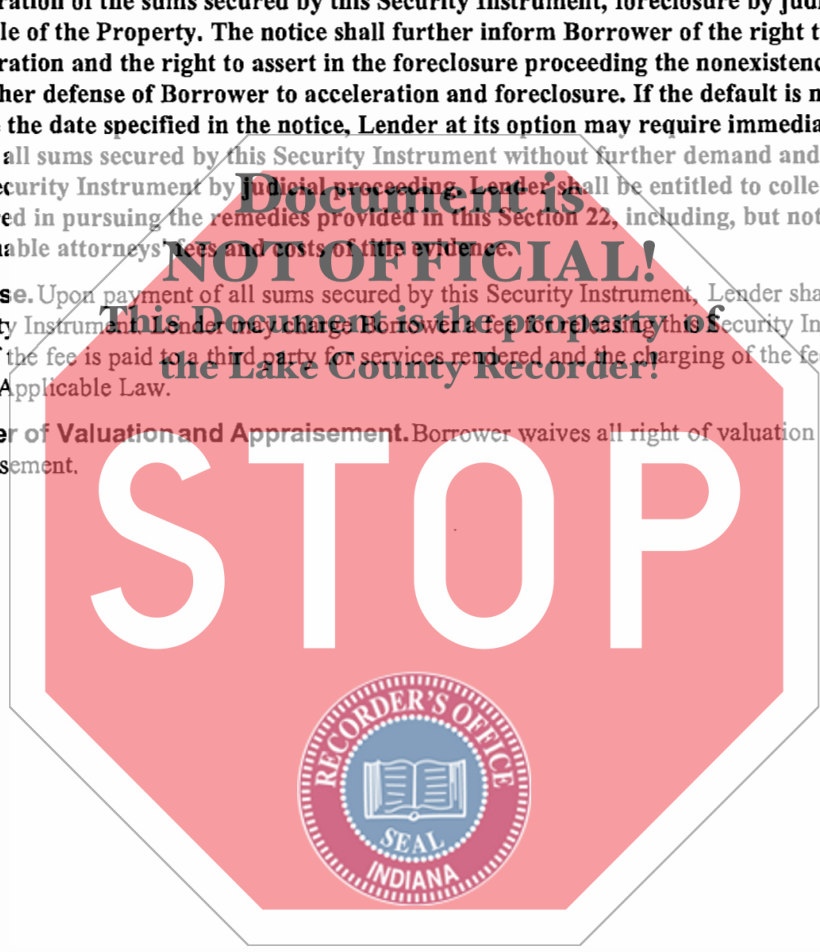 ration of the sums secured by this Security Instrument, foreclosure by judi
le of the Property. The notice shall further inform Borrower of the right t
ration and the right to assert in the foreclosure proceeding the nonexistenc
her defense of Borrower to acceleration and foreclosure. If the default is n
the date specified in the notice, Lender at its option may require immedia
all sums secured by this Security Instrument without further demand and
ecurity Instrument by judicial proceeding. Lender shall be entitled to colle
ed in pursuing the remedies provided in this Section 22, including, but not
able attorneys' fees and costs of title evidence.
se. Upon payment of all sums secured by this Security Instrument, Lender sha
ty Instrument. Lender may charge Borrower a fee for releasing this Security In
the fee is paid to a third party for services rendered and the charging of the fe
Applicable Law.
er of Valuation and Appraisement. Borrower waives all right of valuation
sement.
Document is
NOT OFFICIAL!
This Document is the property of
the Lake County Recorder!
STOP
RECORDER'S OFFICE
SEAL
INDIANA